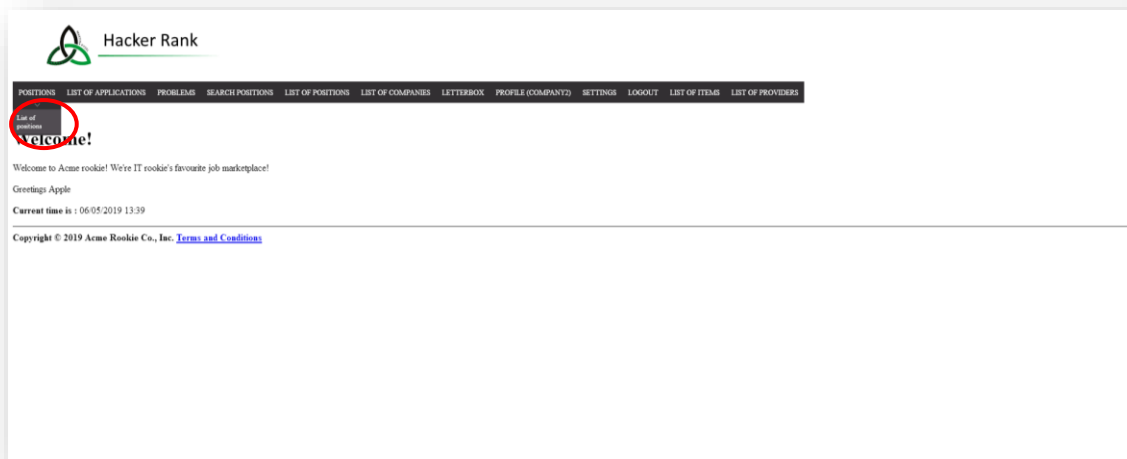 Hacker Rank
POSITIONS LIST OF APPLICATIONS PROBLEMS SEARCH POSITIONS LIST OF POSITIONS LIST OF COMPANIES LETTERBOX PROFILE (COMPANY2) SETTINGS LOGOUT LIST OF ITEMS LIST OF PROVIDERS
List of
positions
Welcome!
Welcome to Acme rookie! We're IT rookie's favourite job marketplace!
Greetings Apple
Current time is : 06/05/2019 13:39
Copyright © 2019 Acme Rookie Co., Inc. Terms and Conditions